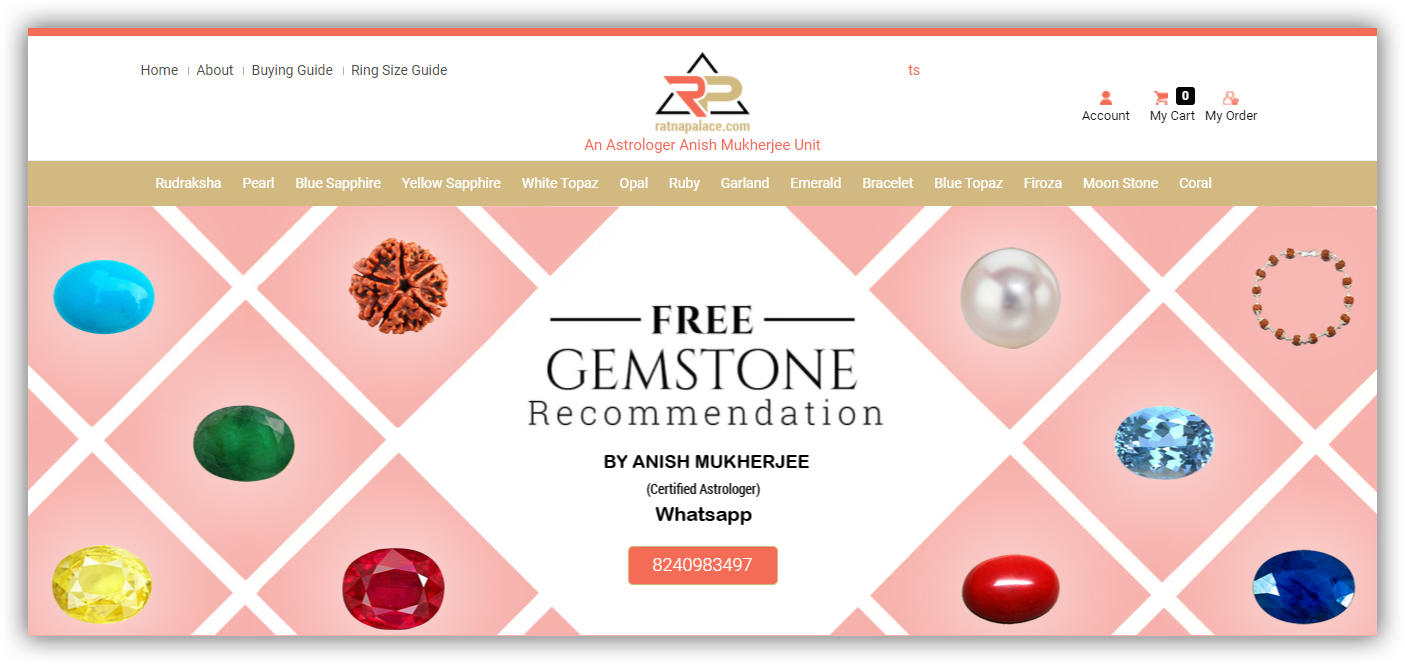 Home About Buying Guide Ring Size Guide
ts
RP
ratnapalace.com
An Astrologer Anish Mukherjee Unit
0
Account My Cart My Order
Rudraksha Pearl Blue Sapphire Yellow Sapphire White Topaz Opal Ruby Garland Emerald Bracelet Blue Topaz Firoza Moon Stone Coral
FREE
GEMSTONE
Recommendation
BY ANISH MUKHERJEE
(Certified Astrologer)
Whatsapp
8240983497